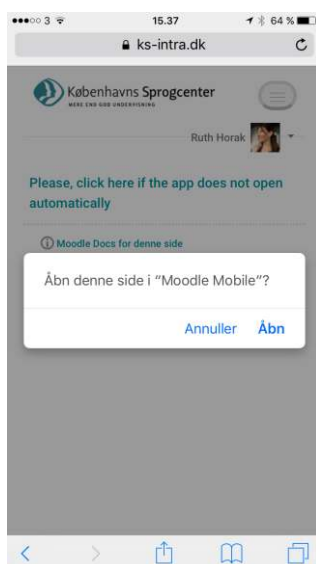 3 15.37 64 %
ks-intra.dk
Københavns Sprogcenter
MERE END GOD UNDERVISNING
Ruth Horak
Please, click here if the app does not open
automatically
Moodle Docs for denne side
Åbn denne side i “Moodle Mobile”?
Annuller Åbn